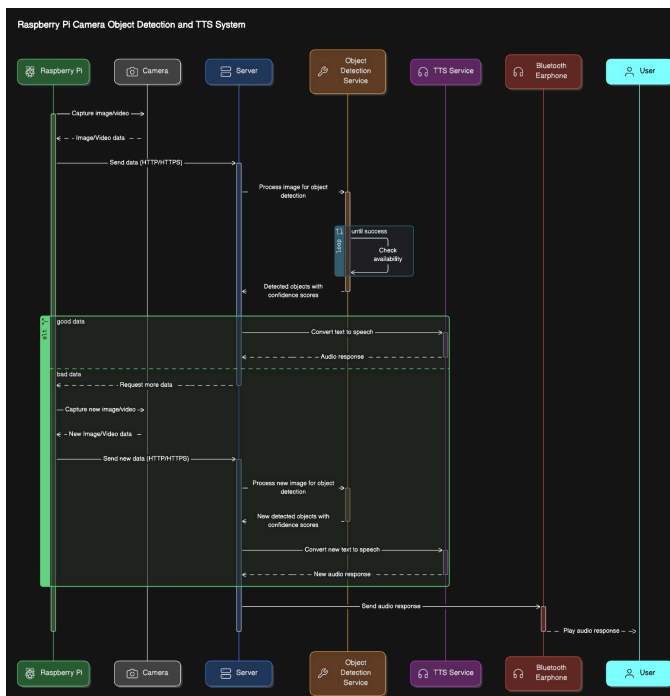 Raspberry Pi Camera Object Detection and TTS System
Raspberry Pi
Camera
Server
Object
Detection
Service
TTS Service
Bluetooth
Earphone
User
Capture image/video
Image/Video data
Send data (HTTP/HTTPS)
Process image for object
detection
loop
until success
Check
availability
Detected objects with
confidence scores
alt
good data
Convert text to speech
Audio response
bad data
Request more data
Capture new image/video
New Image/Video data
Send new data (HTTP/HTTPS)
Process new image for object
detection
New detected objects with
confidence scores
Convert new text to speech
New audio response
Send audio response
Play audio response
Raspberry Pi
Camera
Server
Object
Detection
Service
TTS Service
Bluetooth
Earphone
User